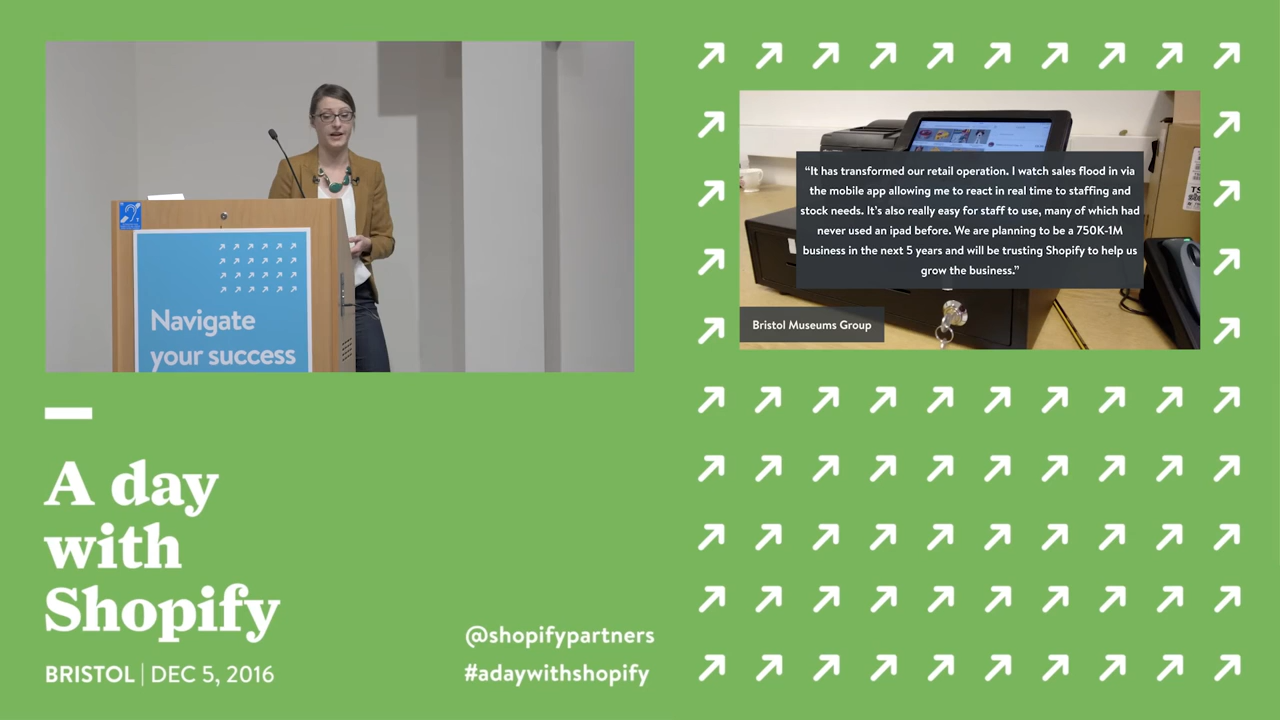 Navigate
your success
“It has transformed our retail operation. I watch sales flood in via
the mobile app allowing me to react in real time to staffing and
stock needs. It’s also really easy for staff to use, many of which had
never used an ipad before. We are planning to be a 750K-1M
business in the next 5 years and will be trusting Shopify to help us
grow the business.”
Bristol Museums Group
A day
with
Shopify
BRISTOL | DEC 5, 2016
@shopifypartners
#adaywithshopify